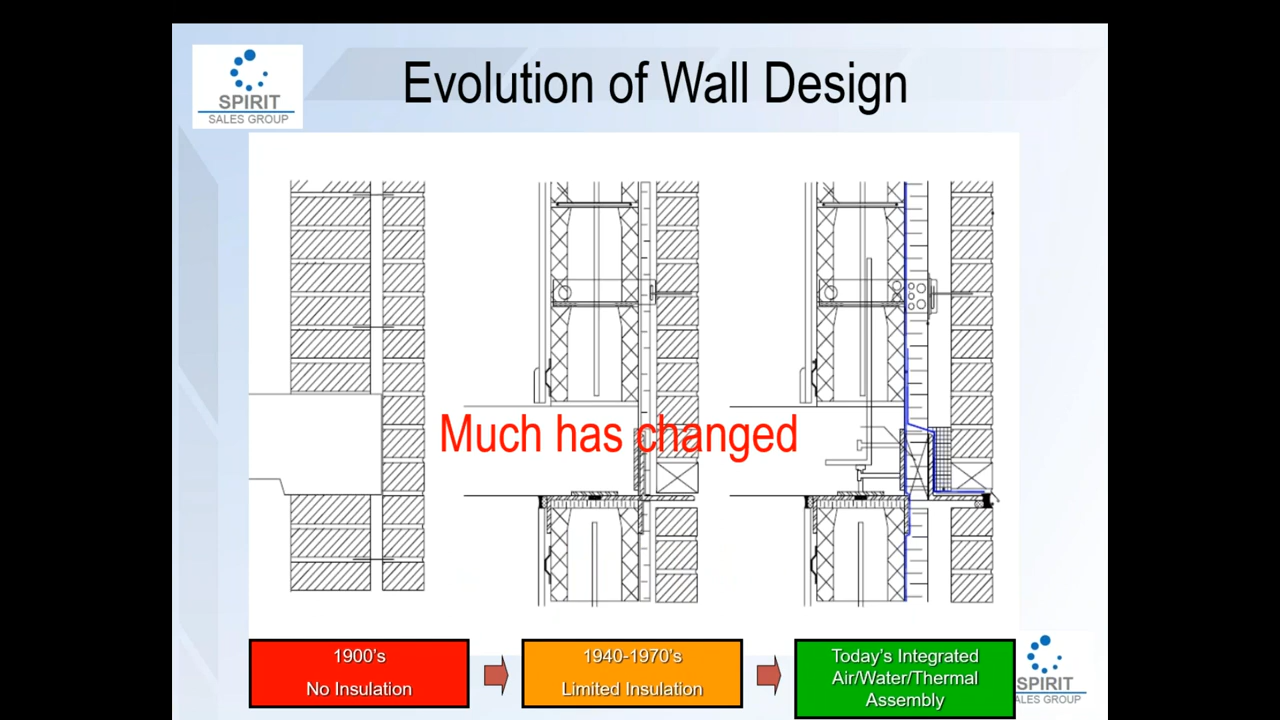 SPIRIT
SALES GROUP
Evolution of Wall Design
Much has changed
1900's
No Insulation
1940-1970's
Limited Insulation
Today's Integrated
Air/Water/Thermal
Assembly
SPIRIT
ALES GROUP